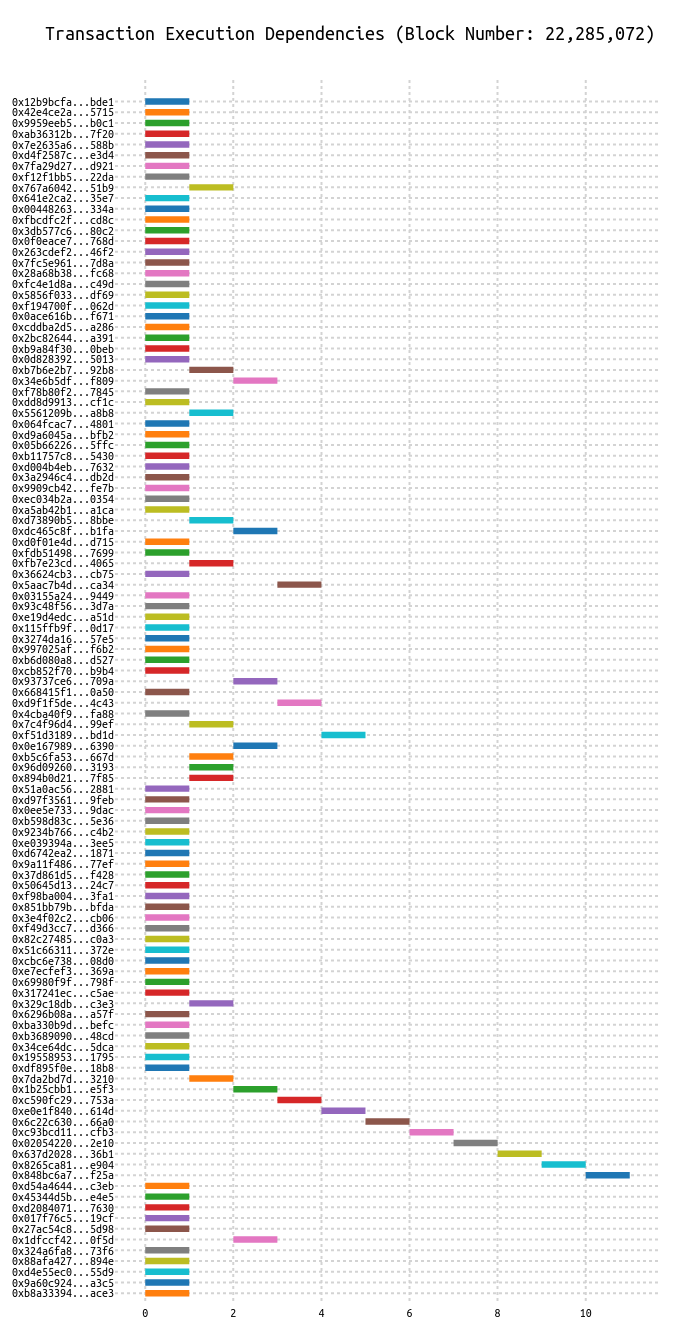 Transaction Execution Dependencies (Block Number: 22,285,072)
0x12b9bcfa...bde1
0x42e4ce2a...5715
0x9959eeb5...b0c1
0xab36312b...7f20
0x7e2635a6...588b
0xd4f2587c...e3d4
0x7fa29d27...d921
0xf12f1bb5...22da
0x767a6042...51b9
0x641e2ca2...35e7
0x00448263...334a
0xfbcdfc2f...cd8c
0x3db577c6...80c2
0x0f0eace7...768d
0x263cdef2...46f2
0x7fc5e961...7d8a
0x28a68b38...fc68
0xfc4e1d8a...c49d
0x5856f033...df69
0xf194700f...062d
0x0ace616b...f671
0xcddba2d5...a286
0x2bc82644...a391
0xb9a84f30...0beb
0x0d828392...5013
0xb7b6e2b7...92b8
0x34e6b5df...f809
0xf78b80f2...7845
0xdd8d9913...cf1c
0x5561209b...a8b8
0x064fcac7...4801
0xd9a6045a...bfb2
0x05b66226...5ffc
0xb11757c8...5430
0xd004b4eb...7632
0x3a2946c4...db2d
0x9909cb42...fe7b
0xec034b2a...0354
0xa5ab42b1...a1ca
0xd73890b5...8bbe
0xdc465c8f...b1fa
0xd0f01e4d...d715
0xfdb51498...7699
0xfb7e23cd...4065
0x36624cb3...cb75
0x5aac7b4d...ca34
0x03155a24...9449
0x93c48f56...3d7a
0xe19d4edc...a51d
0x115ffb9f...0d17
0x3274da16...57e5
0x997025af...f6b2
0xb6d080a8...d527
0xcb852f70...b9b4
0x93737ce6...709a
0x668415f1...0a50
0xd9f1f5de...4c43
0x4cba40f9...fa88
0x7c4f96d4...99ef
0xf51d3189...bd1d
0x0e167989...6390
0xb5c6fa53...667d
0x96d09260...3193
0x894b0d21...7f85
0x51a0ac56...2881
0xd97f3561...9feb
0x0ee5e733...9dac
0xb598d83c...5e36
0x9234b766...c4b2
0xe039394a...3ee5
0xd6742ea2...1871
0x9a11f486...77ef
0x37d861d5...f428
0x50645d13...24c7
0xf98ba004...3fa1
0x851bb79b...bfda
0x3e4f02c2...cb06
0xf49d3cc7...d366
0x82c27485...c0a3
0x51c66311...372e
0xcbc6e738...08d0
0xe7ecfef3...369a
0x69980f9f...798f
0x317241ec...c5ae
0x329c18db...c3e3
0x6296b08a...a57f
0xba330b9d...befc
0xb3689090...48cd
0x34ce64dc...5dca
0x19558953...1795
0xdf895f0e...18b8
0x7da2bd7d...3210
0x1b25cbb1...e5f3
0xc590fc29...753a
0xe0e1f840...614d
0x6c22c630...66a0
0xc93bcd11...cfb3
0x02054220...2e10
0x637d2028...36b1
0x8265ca81...e904
0x848bc6a7...f25a
0xd54a4644...c3eb
0x45344d5b...e4e5
0xd2084071...7630
0x017f76c5...19cf
0x27ac54c8...5d98
0x1dfccf42...0f5d
0x324a6fa8...73f6
0x88afa427...894e
0xd4e55ec0...55d9
0x9a60c924...a3c5
0xb8a33394...ace3
0 2 4 6 8 10